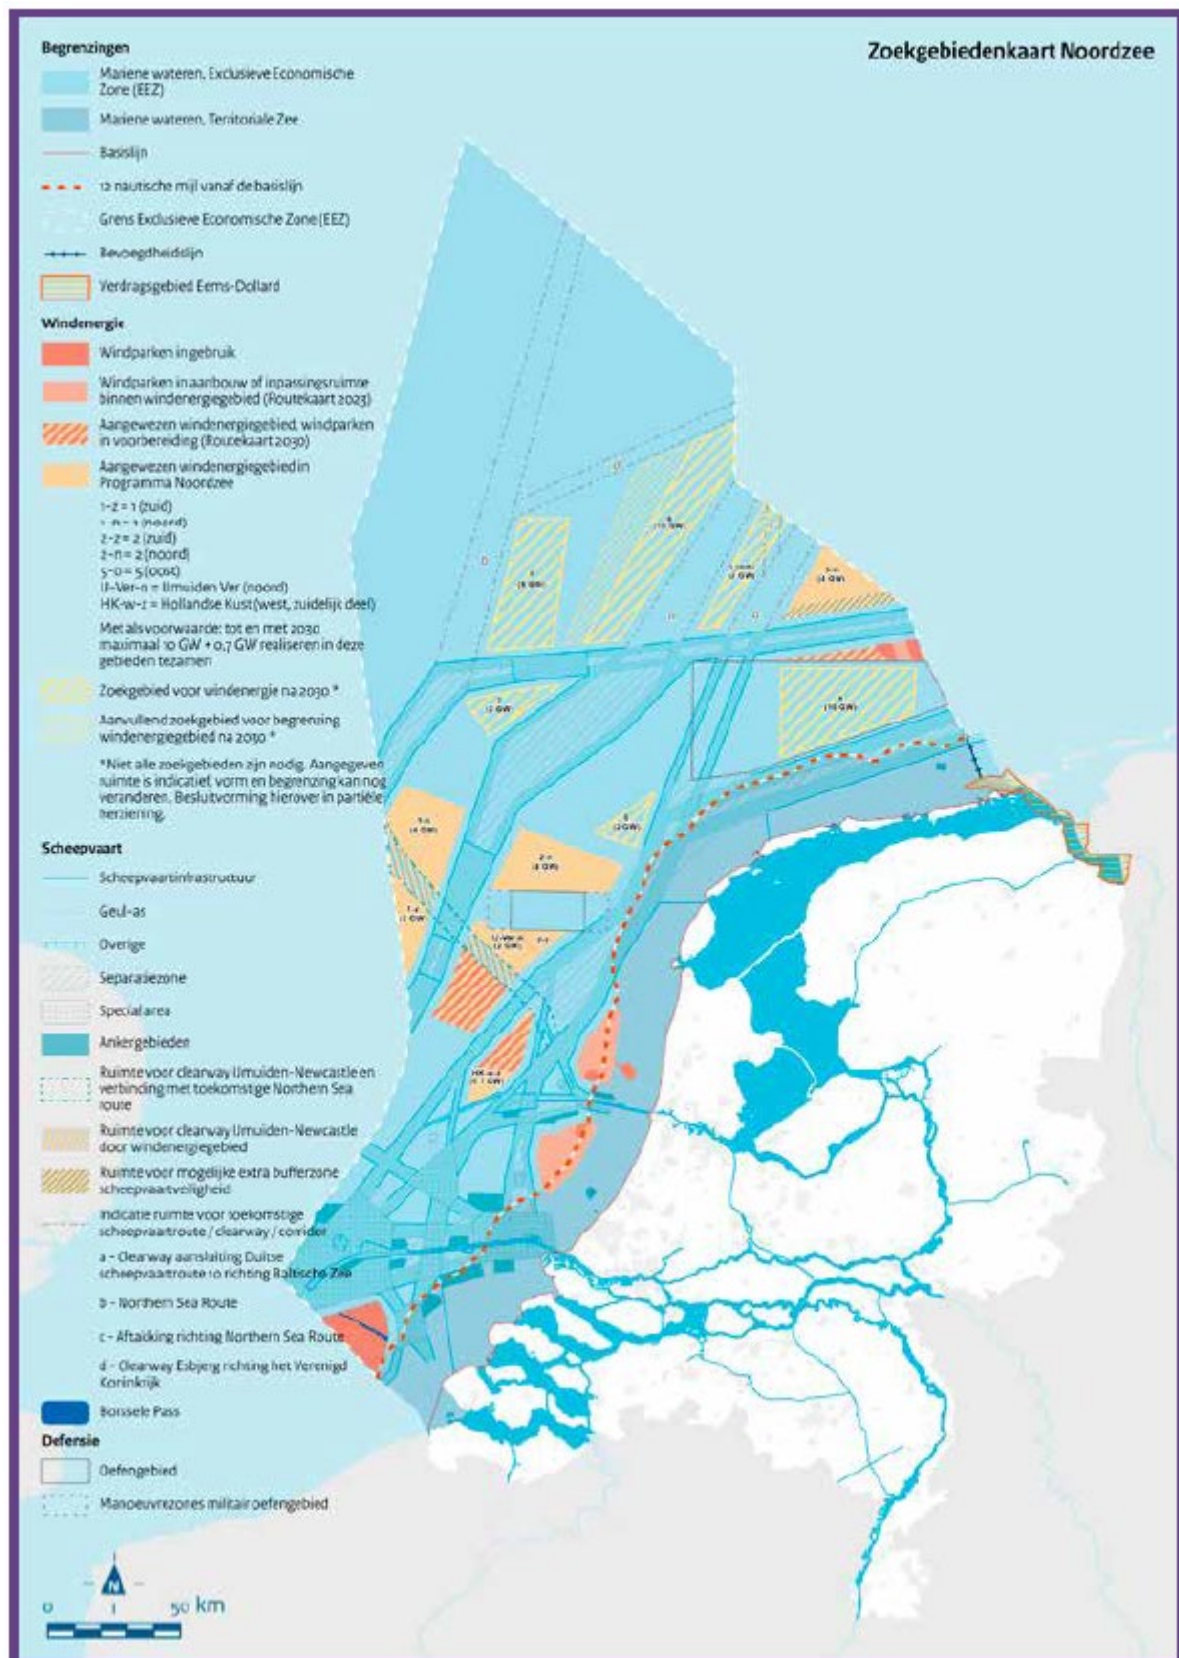 Zoekgebiedenkaart Noordzee
Begrenzingen
Mariene wateren, Exclusieve Economische
Zone (EEZ)
Mariene wateren, Territoriale Zee
Basislijn
12 nautische mijl vanaf de basislijn
Grens Exclusieve Economische Zone (EEZ)
Bevoegdheidslijn
Verdragsgebied Eems-Dollard
Windenergie
Windparken in gebruik
Windparken in aanbouw of inpassingsruimte
binnen windenergiegebied (Routekaart 2023)
Aangewezen windenergiegebied, windparken
in voorbereiding (Routekaart 2030)
Aangewezen windenergiegebied in
Programma Noordzee
1-z = 1 (zuid)
1-n = 1 (noord)
2-z = 2 (zuid)
2-n = 2 (noord)
5-o = 5 (oost)
IJ-Ver-n = IJmuiden Ver (noord)
HK-w-z = Hollandse Kust (west, zuidelijk deel)
Met als voorwaarde: tot en met 2030
maximaal 10 GW + 0,7 GW realiseren in deze
gebieden tezamen
Zoekgebied voor windenergie na 2030 *
Aanvullend zoekgebied voor begrenzing
windenergiegebied na 2030 *
*Niet alle zoekgebieden zijn nodig. Aangegeven
ruimte is indicatief, vorm en begrenzing kan nog
veranderen. Besluitvorming hierover in partiële
herziening.
Scheepvaart
Scheepvaartinfrastructuur
Geul-as
Overige
Separatiezone
Special area
Ankergebieden
Ruimte voor clearway IJmuiden-Newcastle en
verbinding met toekomstige Northern Sea
route
Ruimte voor clearway IJmuiden-Newcastle
door windenergiegebied
Ruimte voor mogelijke extra bufferzone
scheepvaartveiligheid
Indicatie ruimte voor toekomstige
scheepvaartroute / clearway / corridor
a - Clearway aansluiting Duitse
scheepvaartroute 10 richting Baltische Zee
b - Northern Sea Route
c - Aftakking richting Northern Sea Route
d - Clearway Esbjerg richting het Verenigd
Koninkrijk
Borssele Pass
Defensie
Oefengebied
Manoeuvrezones militair oefengebied
N
0
50 km